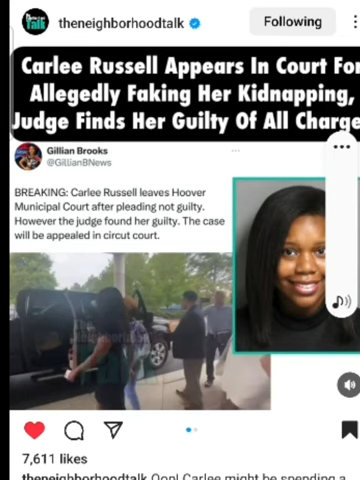 theneighborhoodtalk
Following
Carlee Russell Appears In Court For
Allegedly Faking Her Kidnapping,
Judge Finds Her Guilty Of All Charge
Gillian Brooks
@GillianBNews
BREAKING: Carlee Russell leaves Hoover
Municipal Court after pleading not guilty.
However the judge found her guilty. The case
will be appealed in circut court.
7,611 likes
theneighborhoodtalk Oop! Carlee might be spending a